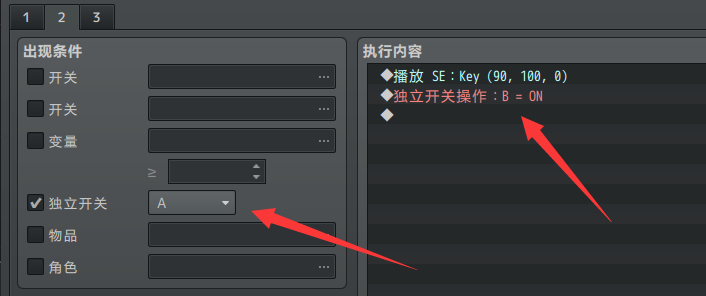 1 2 3
出现条件
开关 ...
开关 ...
变量 ...
≥
独立开关 A
物品 ...
角色 ...
执行内容
◆播放 SE：Key (90, 100, 0)
◆独立开关操作：B = ON
◆